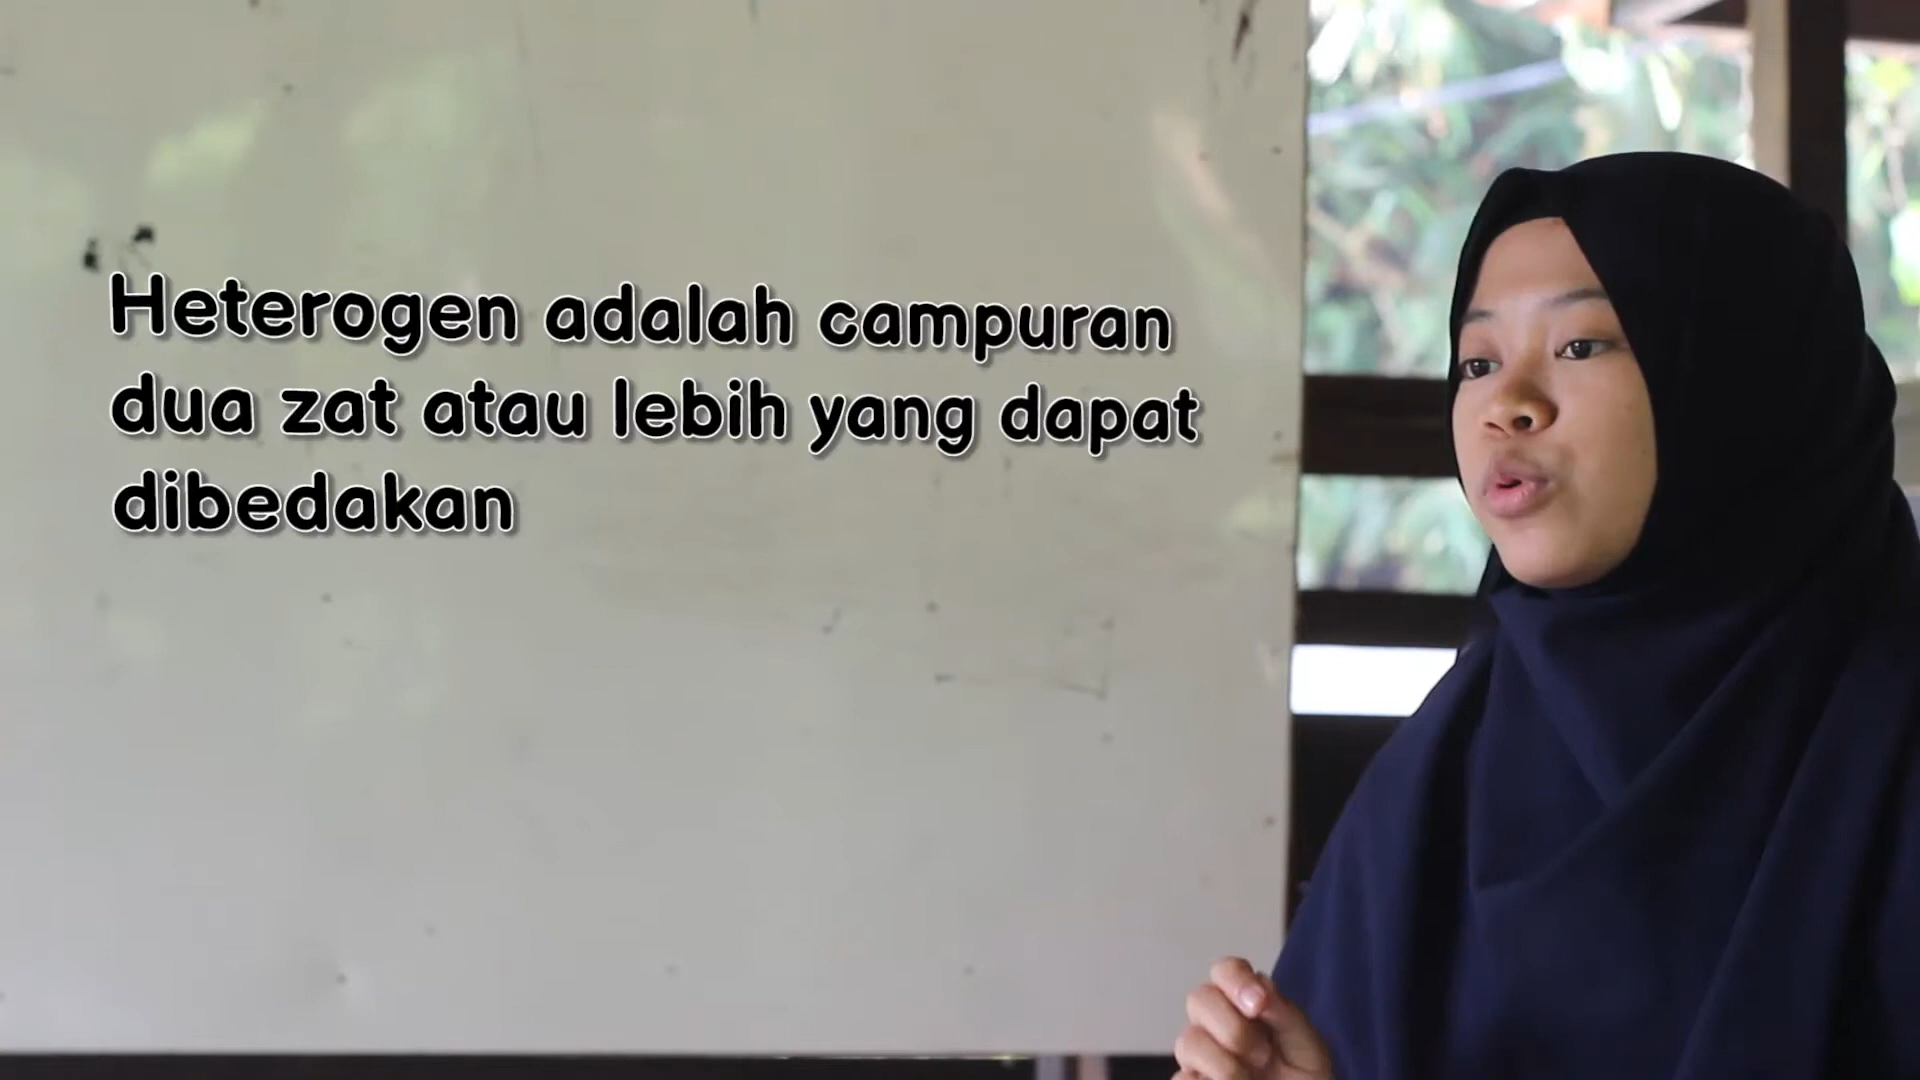 Heterogen adalah campuran
dua zat atau lebih yang dapat
dibedakan